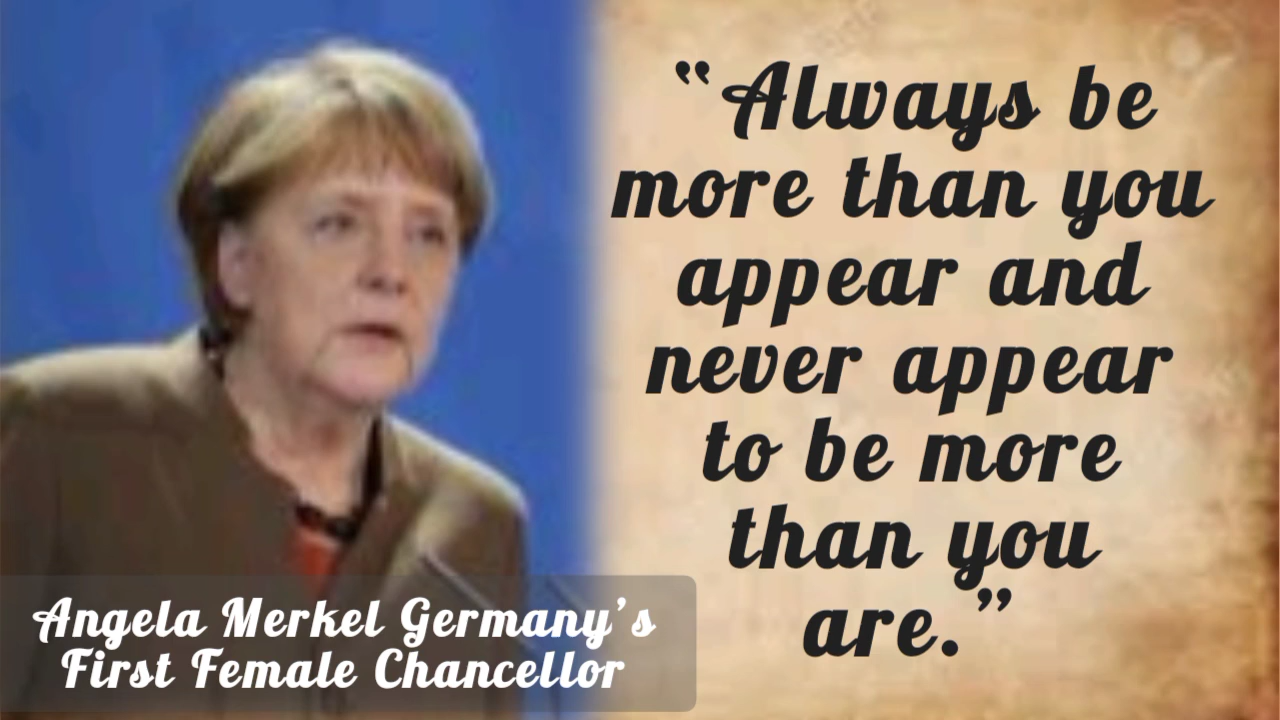 “Always be
more than you
appear and
never appear
to be more
than you
are.”
Angela Merkel Germany’s
First Female Chancellor